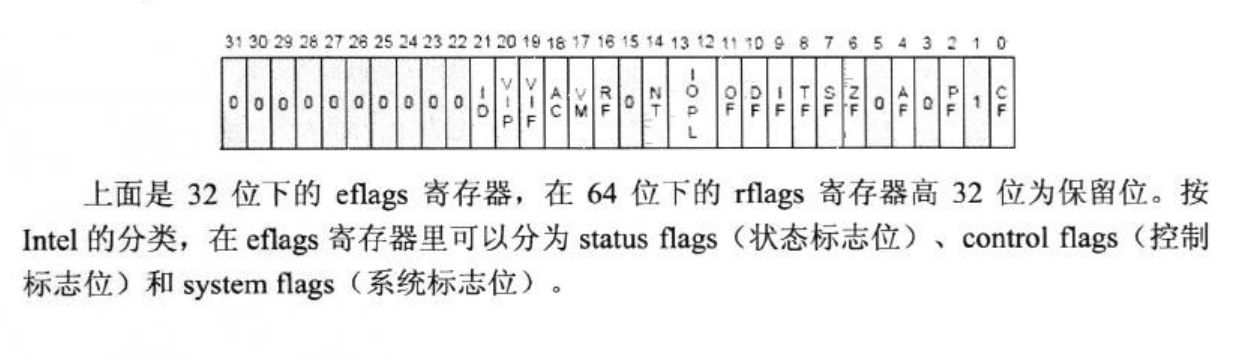 31 30 29 28 27 26 25 24 23 22 21 20 19 18 17 16 15 14 13 12 11 10 9 8 7 6 5 4 3 2 1 0
0 0 0 0 0 0 0 0 0 0 ID VIP VIF AC VM RF 0 NT IOPL OF DF IF TF SF ZF 0 AF 0 PF 1 CF
上面是 32 位下的 eflags 寄存器，在 64 位下的 rflags 寄存器高 32 位为保留位。按
Intel 的分类，在 eflags 寄存器里可以分为 status flags（状态标志位）、control flags（控制
标志位）和 system flags（系统标志位）。